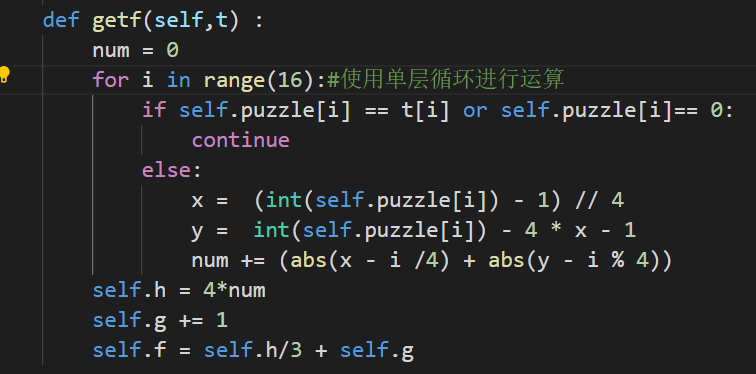 def getf(self,t) :
    num = 0
    for i in range(16):#使用单层循环进行运算
        if self.puzzle[i] == t[i] or self.puzzle[i]== 0:
            continue
        else:
            x =  (int(self.puzzle[i]) - 1) // 4
            y =  int(self.puzzle[i]) - 4 * x - 1
            num += (abs(x - i /4) + abs(y - i % 4))
    self.h = 4*num
    self.g += 1
    self.f = self.h/3 + self.g